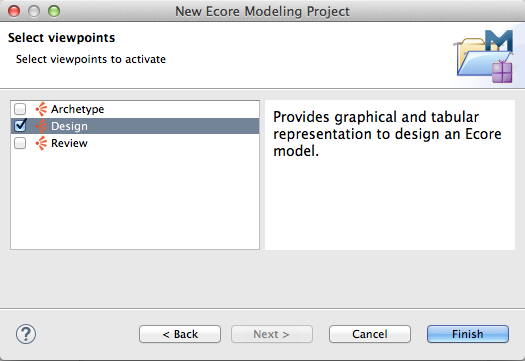 New Ecore Modeling Project
Select viewpoints
Select viewpoints to activate
Archetype
Design
Review
Provides graphical and tabular
representation to design an Ecore
model.
? < Back Next > Cancel Finish